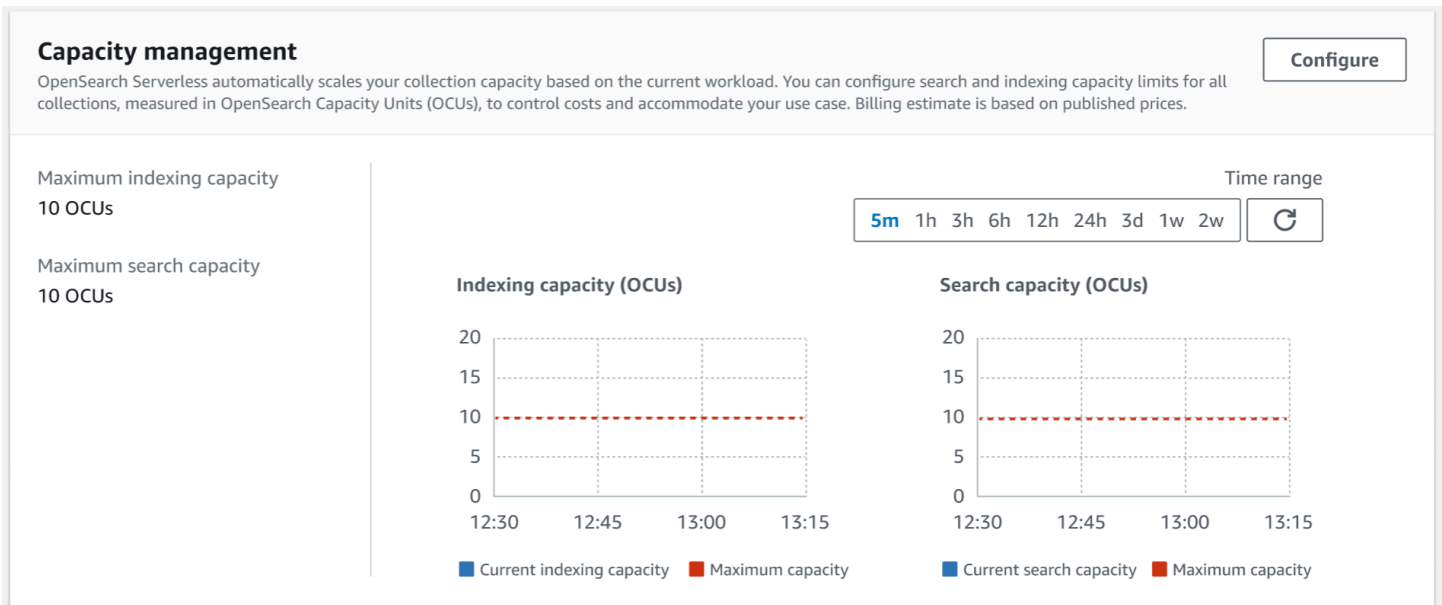 Capacity management
Configure
OpenSearch Serverless automatically scales your collection capacity based on the current workload. You can configure search and indexing capacity limits for all
collections, measured in OpenSearch Capacity Units (OCUs), to control costs and accommodate your use case. Billing estimate is based on published prices.
Maximum indexing capacity
10 OCUs
Maximum search capacity
10 OCUs
Time range
5m 1h 3h 6h 12h 24h 3d 1w 2w
Indexing capacity (OCUs)
20
15
10
5
0
12:30 12:45 13:00 13:15
Current indexing capacity Maximum capacity
Search capacity (OCUs)
20
15
10
5
0
12:30 12:45 13:00 13:15
Current search capacity Maximum capacity